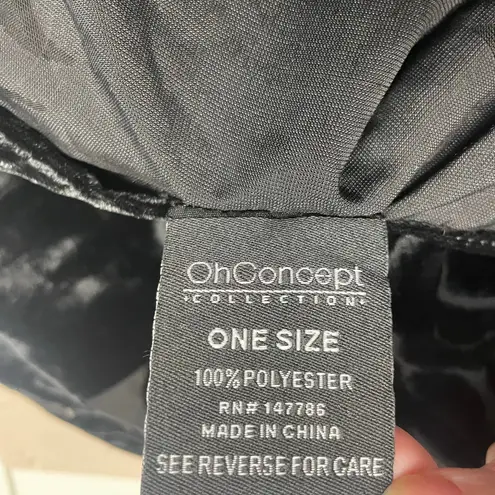 OhConcept
•COLLECTION•
ONE SIZE
100% POLYESTER
RN# 147786
MADE IN CHINA
SEE REVERSE FOR CARE